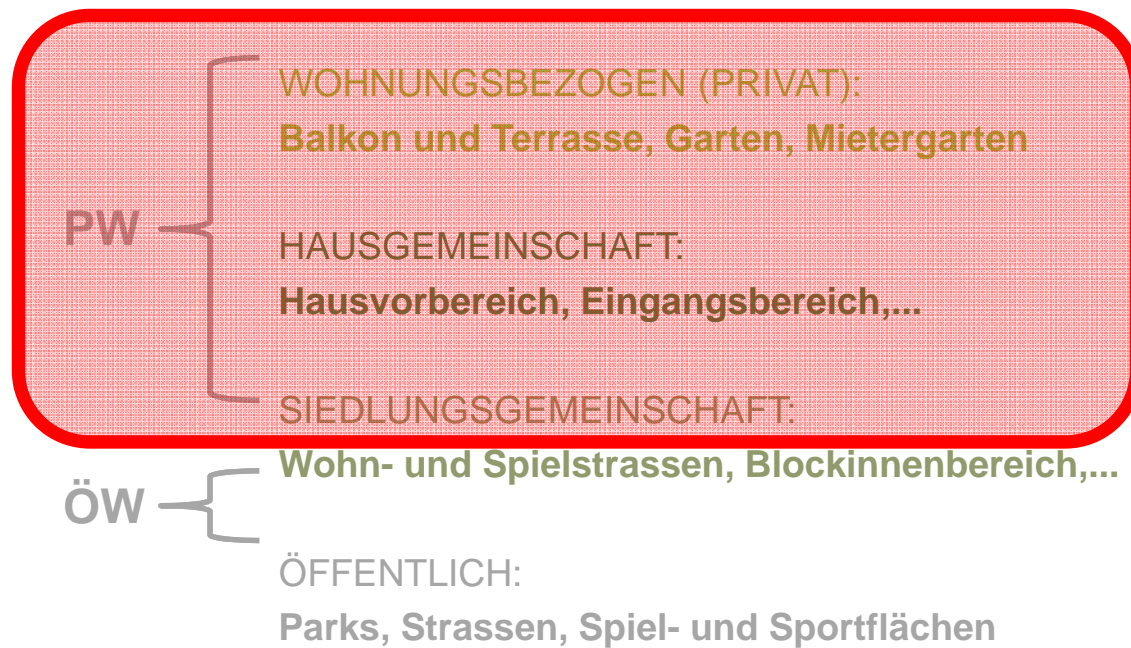 WOHNUNGSBEZOGEN (PRIVAT):
Balkon und Terrasse, Garten, Mietergarten
PW
HAUSGEMEINSCHAFT:
Hausvorbereich, Eingangsbereich,...
SIEDLUNGSGEMEINSCHAFT:
Wohn- und Spielstrassen, Blockinnenbereich,...
ÖW
ÖFFENTLICH:
Parks, Strassen, Spiel- und Sportflächen